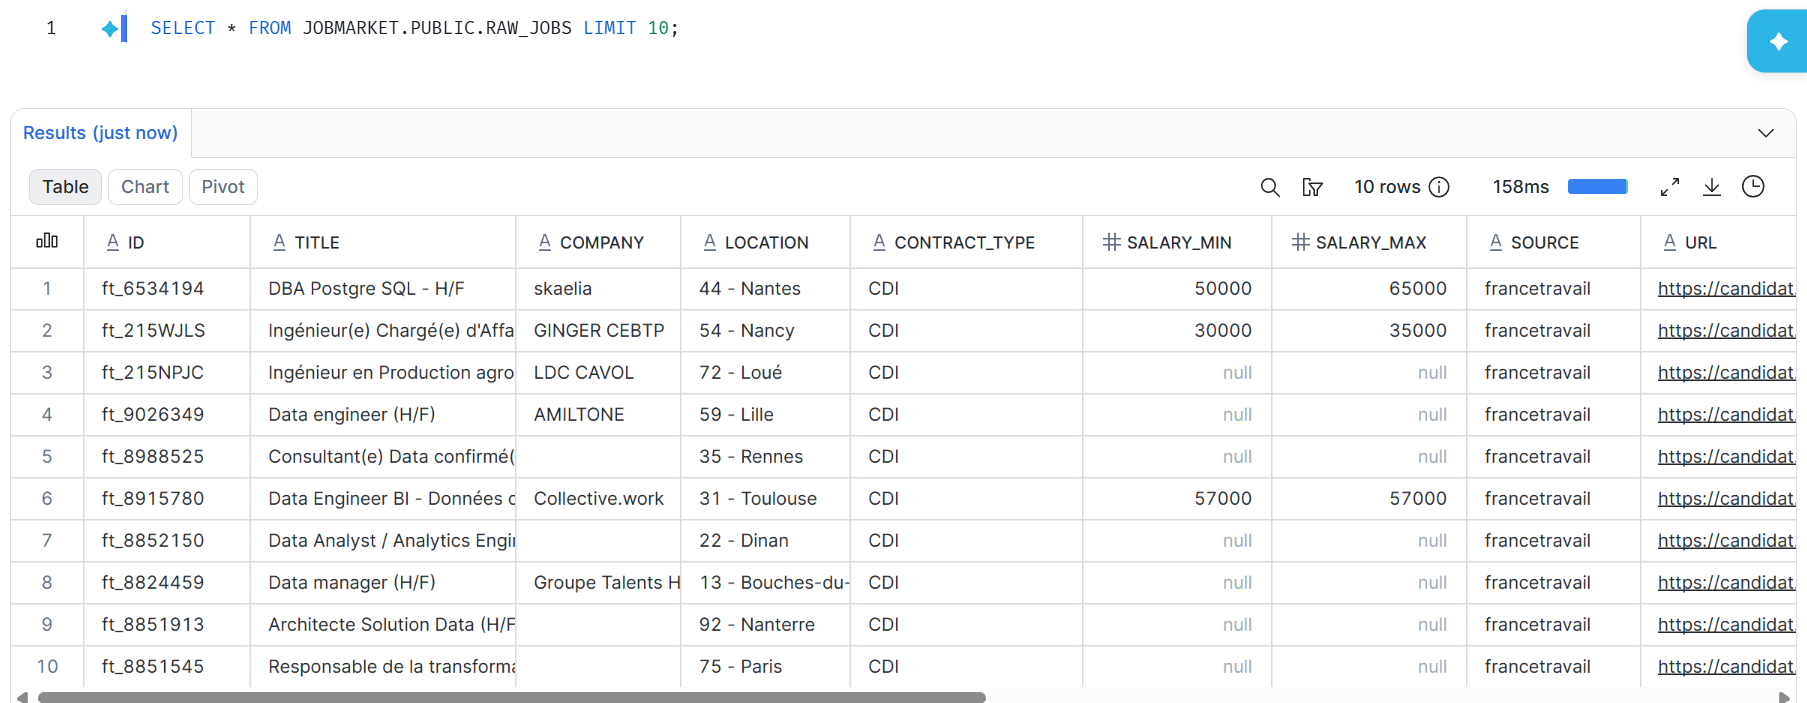 1 SELECT * FROM JOBMARKET.PUBLIC.RAW_JOBS LIMIT 10;
Results (just now)
Table Chart Pivot 10 rows 158ms
A ID A TITLE A COMPANY A LOCATION A CONTRACT_TYPE # SALARY_MIN # SALARY_MAX A SOURCE A URL
1 ft_6534194 DBA Postgre SQL - H/F skaelia 44 - Nantes CDI 50000 65000 francetravail https://candidat.
2 ft_215WJLS Ingénieur(e) Chargé(e) d'Affa GINGER CEBTP 54 - Nancy CDI 30000 35000 francetravail https://candidat.
3 ft_215NPJC Ingénieur en Production agro LDC CAVOL 72 - Loué CDI null null francetravail https://candidat.
4 ft_9026349 Data engineer (H/F) AMILTONE 59 - Lille CDI null null francetravail https://candidat.
5 ft_8988525 Consultant(e) Data confirmé( 35 - Rennes CDI null null francetravail https://candidat.
6 ft_8915780 Data Engineer BI - Données Collective.work 31 - Toulouse CDI 57000 57000 francetravail https://candidat.
7 ft_8852150 Data Analyst / Analytics Engi 22 - Dinan CDI null null francetravail https://candidat.
8 ft_8824459 Data manager (H/F) Groupe Talents H 13 - Bouches-du- CDI null null francetravail https://candidat.
9 ft_8851913 Architecte Solution Data (H/F 92 - Nanterre CDI null null francetravail https://candidat.
10 ft_8851545 Responsable de la transforma 75 - Paris CDI null null francetravail https://candidat.